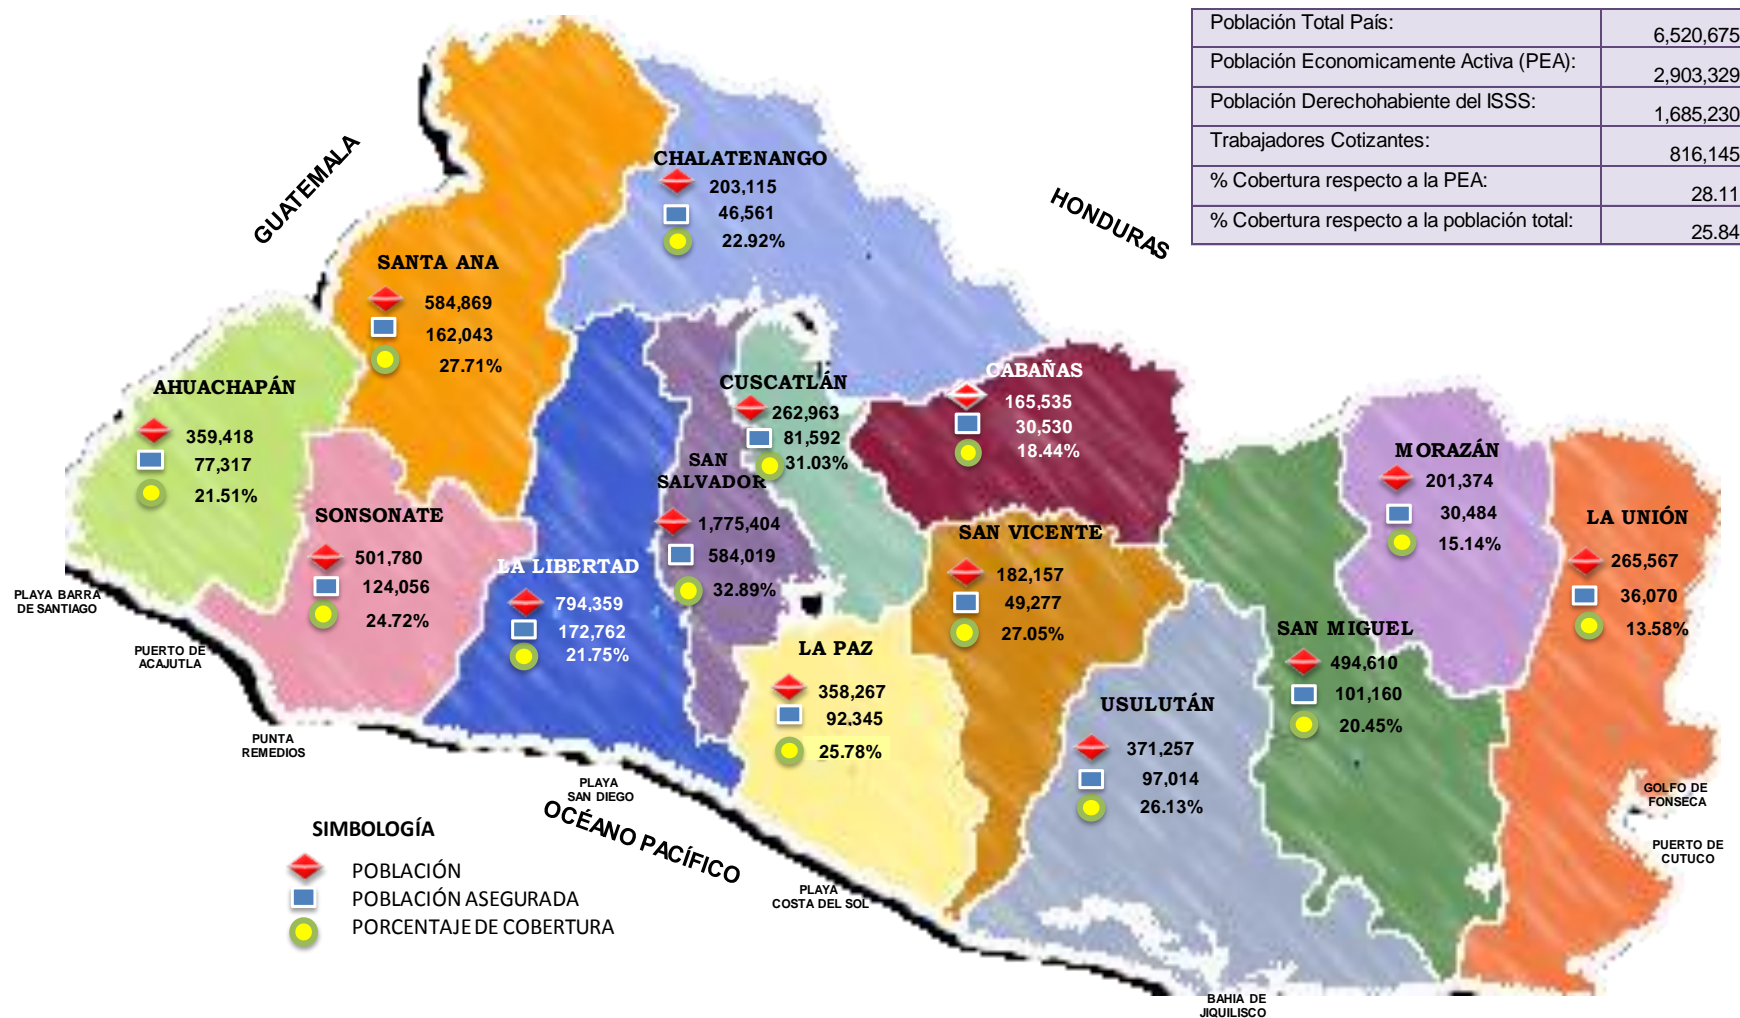 Población Total País: 6,520,675
Población Economicamente Activa (PEA): 2,903,329
Población Derechohabiente del ISSS: 1,685,230
Trabajadores Cotizantes: 816,145
% Cobertura respecto a la PEA: 28.11
% Cobertura respecto a la población total: 25.84
GUATEMALA
HONDURAS
CHALATENANGO
203,115
46,561
22.92%
SANTA ANA
584,869
162,043
27.71%
AHUACHAPÁN
359,418
77,317
21.51%
SONSONATE
501,780
124,056
24.72%
LA LIBERTAD
794,359
172,762
21.75%
SAN
SALVADOR
1,775,404
584,019
32.89%
CUSCATLÁN
262,963
81,592
31.03%
CABAÑAS
165,535
30,530
18.44%
SAN VICENTE
182,157
49,277
27.05%
LA PAZ
358,267
92,345
25.78%
USULUTÁN
371,257
97,014
26.13%
SAN MIGUEL
494,610
101,160
20.45%
MORAZÁN
201,374
30,484
15.14%
LA UNIÓN
265,567
36,070
13.58%
PLAYA BARRA
DE SANTIAGO
PUERTO DE
ACAJUTLA
PUNTA
REMEDIOS
PLAYA
SAN DIEGO
OCÉANO PACÍFICO
PLAYA
COSTA DEL SOL
BAHIA DE
JIQUILISCO
GOLFO DE
FONSECA
PUERTO DE
CUTUCO
SIMBOLOGÍA
POBLACIÓN
POBLACIÓN ASEGURADA
PORCENTAJE DE COBERTURA